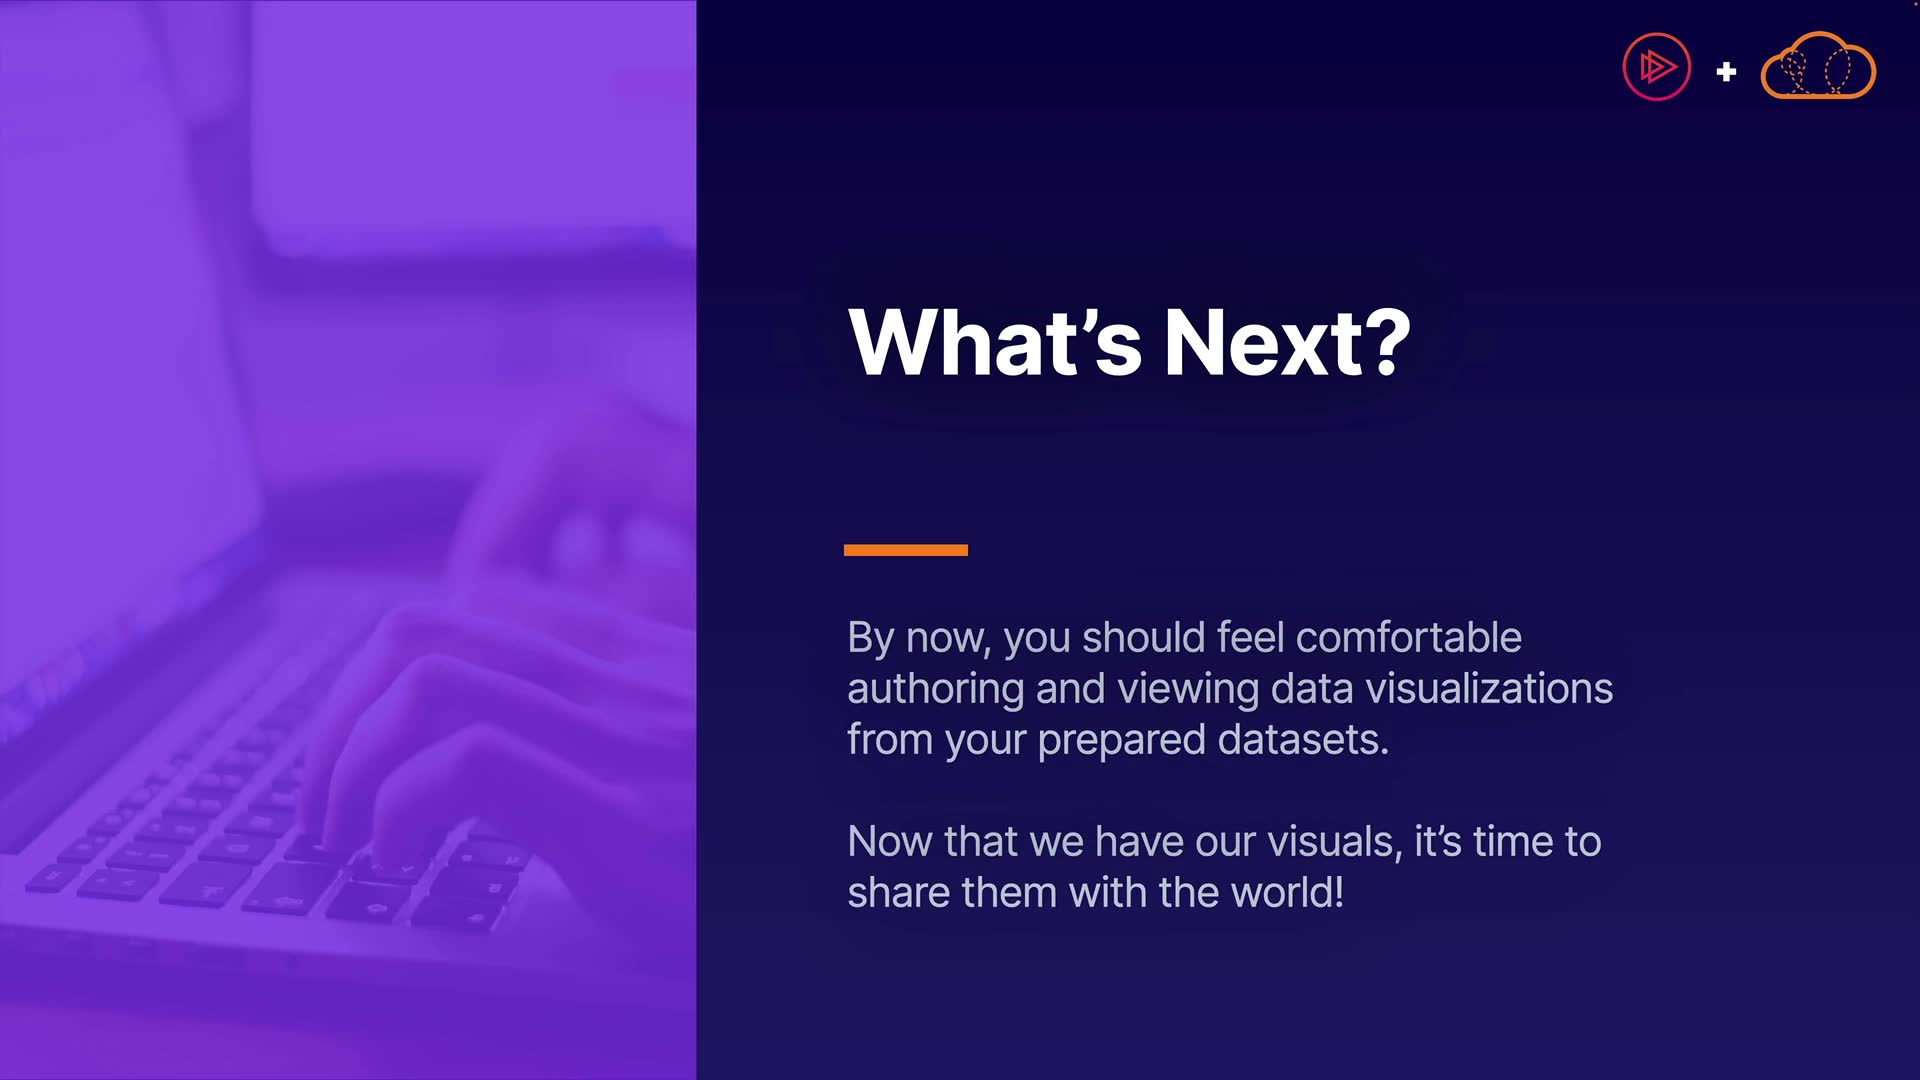 What’s Next?
By now, you should feel comfortable
authoring and viewing data visualizations
from your prepared datasets.
Now that we have our visuals, it’s time to
share them with the world!